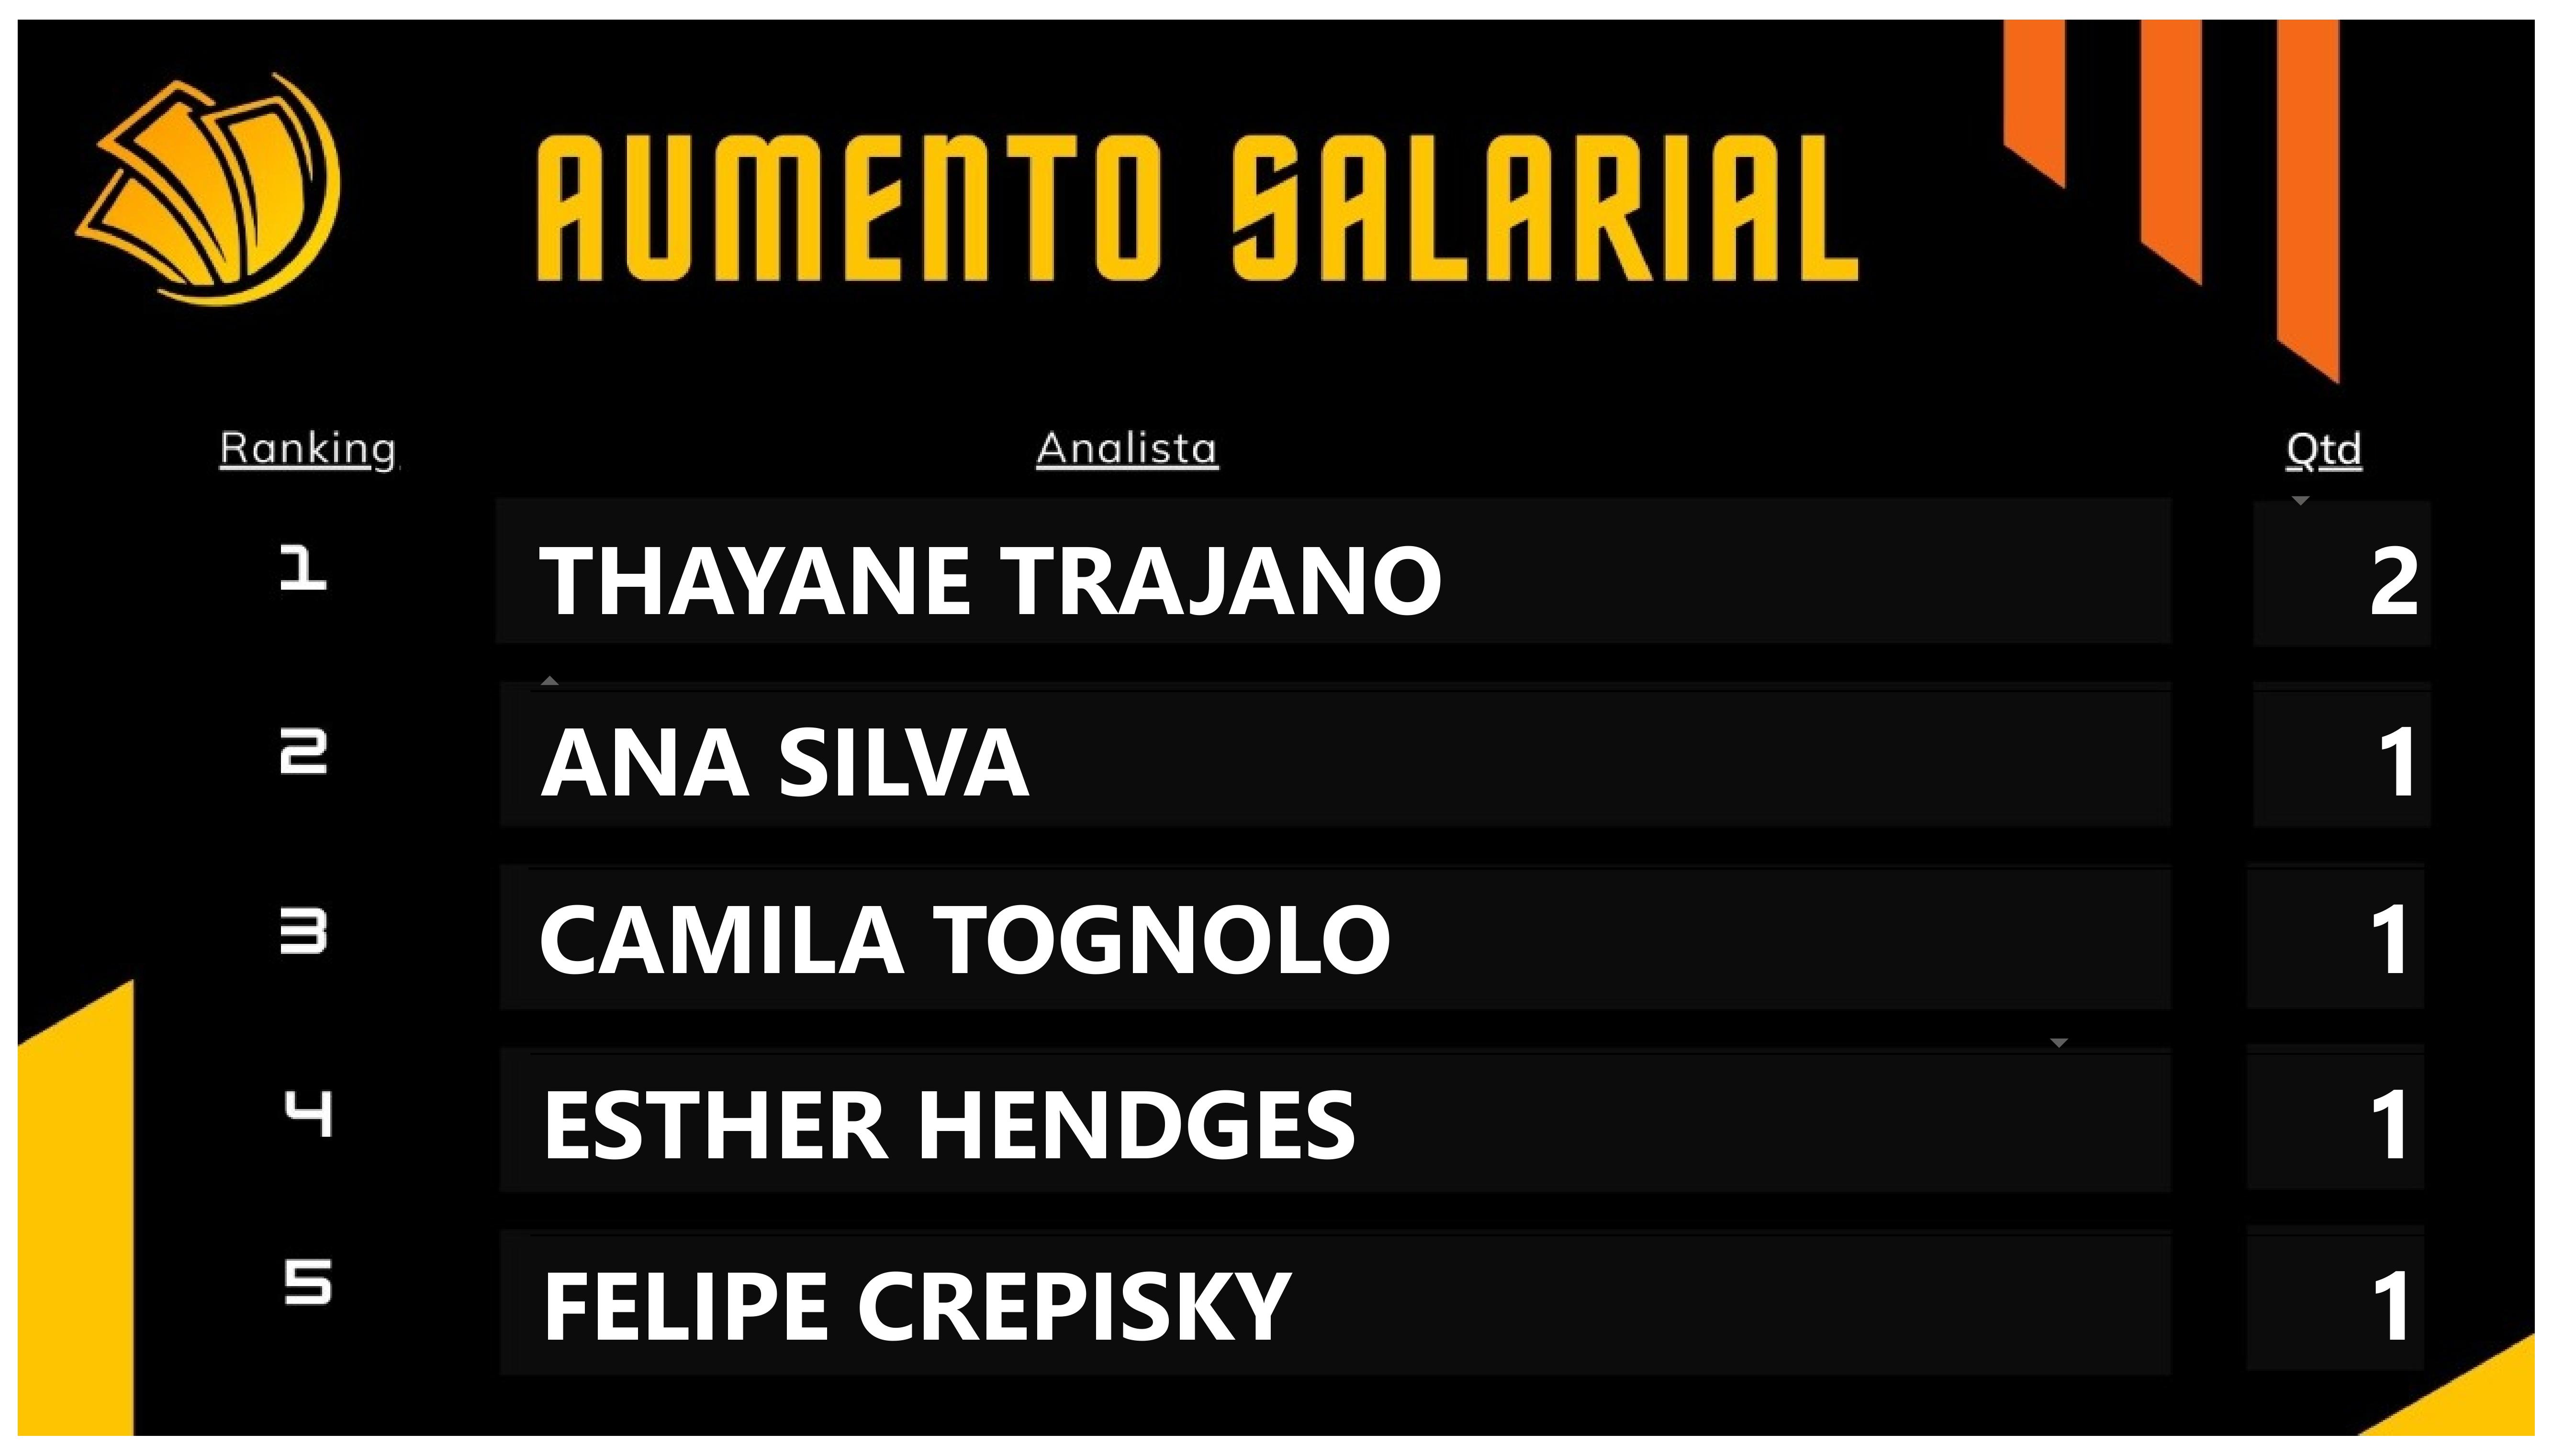 AUMENTO SALARIAL
Ranking Analista Qtd
1 THAYANE TRAJANO 2
2 ANA SILVA 1
3 CAMILA TOGNOLO 1
4 ESTHER HENDGES 1
5 FELIPE CREPISKY 1